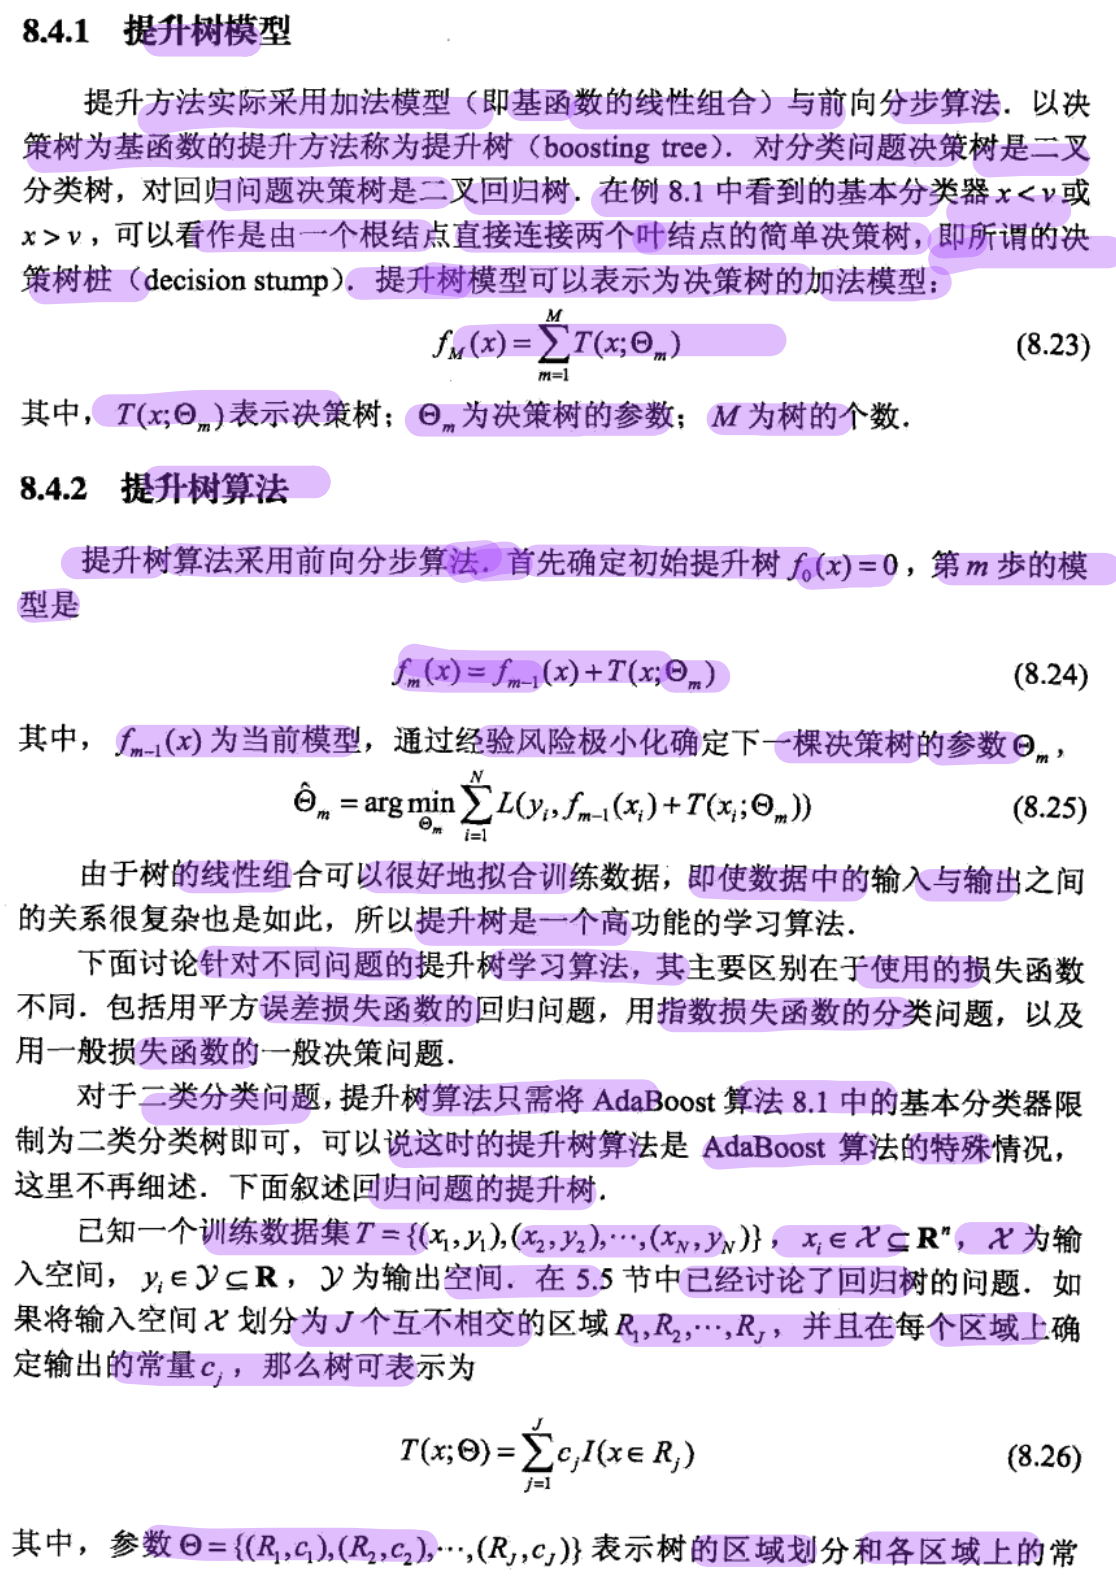 8.4.1 提升树模型
提升方法实际采用加法模型（即基函数的线性组合）与前向分步算法．以决
策树为基函数的提升方法称为提升树（boosting tree）．对分类问题决策树是二叉
分类树，对回归问题决策树是二叉回归树．在例 8.1 中看到的基本分类器 x < v 或
x > v，可以看作是由一个根结点直接连接两个叶结点的简单决策树，即所谓的决
策树桩（decision stump）．提升树模型可以表示为决策树的加法模型：
f_M(x) = \sum_{m=1}^{M} T(x;Θ_m) (8.23)
其中，T(x;Θ_m)表示决策树；Θ_m 为决策树的参数；M 为树的个数．
8.4.2 提升树算法
提升树算法采用前向分步算法．首先确定初始提升树 f_0(x) = 0，第 m 步的模
型是
f_m(x) = f_{m-1}(x) + T(x;Θ_m) (8.24)
其中，f_{m-1}(x) 为当前模型，通过经验风险极小化确定下一棵决策树的参数 Θ_m，
\hat{Θ}_m = arg min_{Θ_m} \sum_{i=1}^{N} L(y_i, f_{m-1}(x_i) + T(x_i;Θ_m)) (8.25)
由于树的线性组合可以很好地拟合训练数据，即使数据中的输入与输出之间
的关系很复杂也是如此，所以提升树是一个高功能的学习算法．
下面讨论针对不同问题的提升树学习算法，其主要区别在于使用的损失函数
不同．包括用平方误差损失函数的回归问题，用指数损失函数的分类问题，以及
用一般损失函数的一般决策问题．
对于二类分类问题，提升树算法只需将 AdaBoost 算法 8.1 中的基本分类器限
制为二类分类树即可，可以说这时的提升树算法是 AdaBoost 算法的特殊情况，
这里不再细述．下面叙述回归问题的提升树．
已知一个训练数据集 T = {(x_1,y_1),(x_2,y_2),⋯,(x_N,y_N)}，x_i ∈ 𝒳 ⊆ R^n，𝒳 为输
入空间，y_i ∈ 𝒴 ⊆ R，𝒴 为输出空间．在 5.5 节中已经讨论了回归树的问题．如
果将输入空间 𝒳 划分为 J 个互不相交的区域 R_1,R_2,⋯,R_J，并且在每个区域上确
定输出的常量 c_j，那么树可表示为
T(x;Θ) = \sum_{j=1}^{J} c_j I(x ∈ R_j) (8.26)
其中，参数 Θ = {(R_1,c_1),(R_2,c_2),⋯,(R_J,c_J)} 表示树的区域划分和各区域上的常